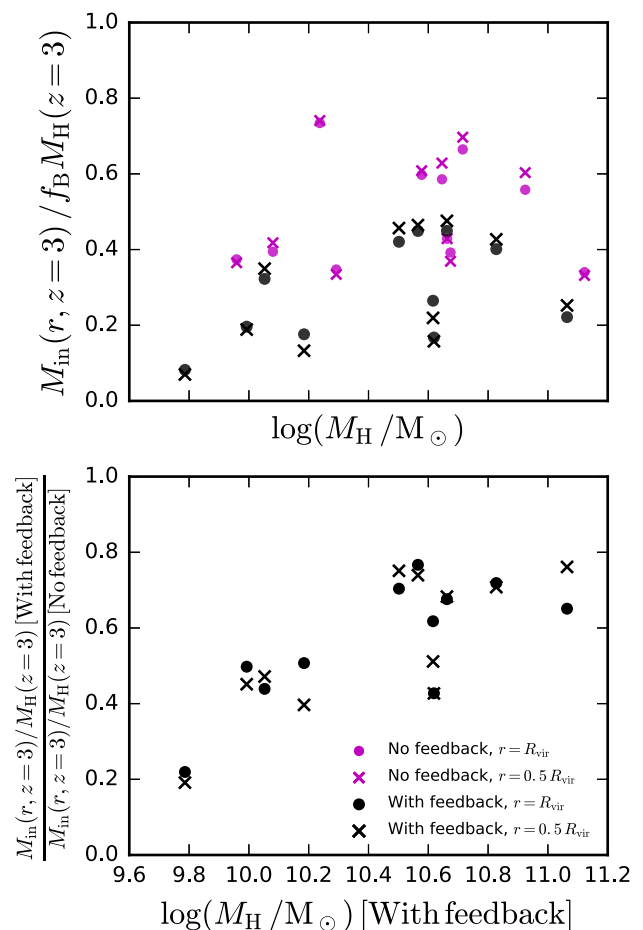 1.0
0.8
0.6
0.4
0.2
0.0
M_in(r, z=3)/f_B M_H(z=3)
log(M_H/M_⊙)
1.0
0.8
0.6
0.4
0.2
0.0
M_in(r, z=3)/M_H(z=3) [With feedback]
M_in(r, z=3)/M_H(z=3) [No feedback]
No feedback, r=R_vir
No feedback, r=0.5 R_vir
With feedback, r=R_vir
With feedback, r=0.5 R_vir
9.6 9.8 10.0 10.2 10.4 10.6 10.8 11.0 11.2
log(M_H/M_⊙) [With feedback]